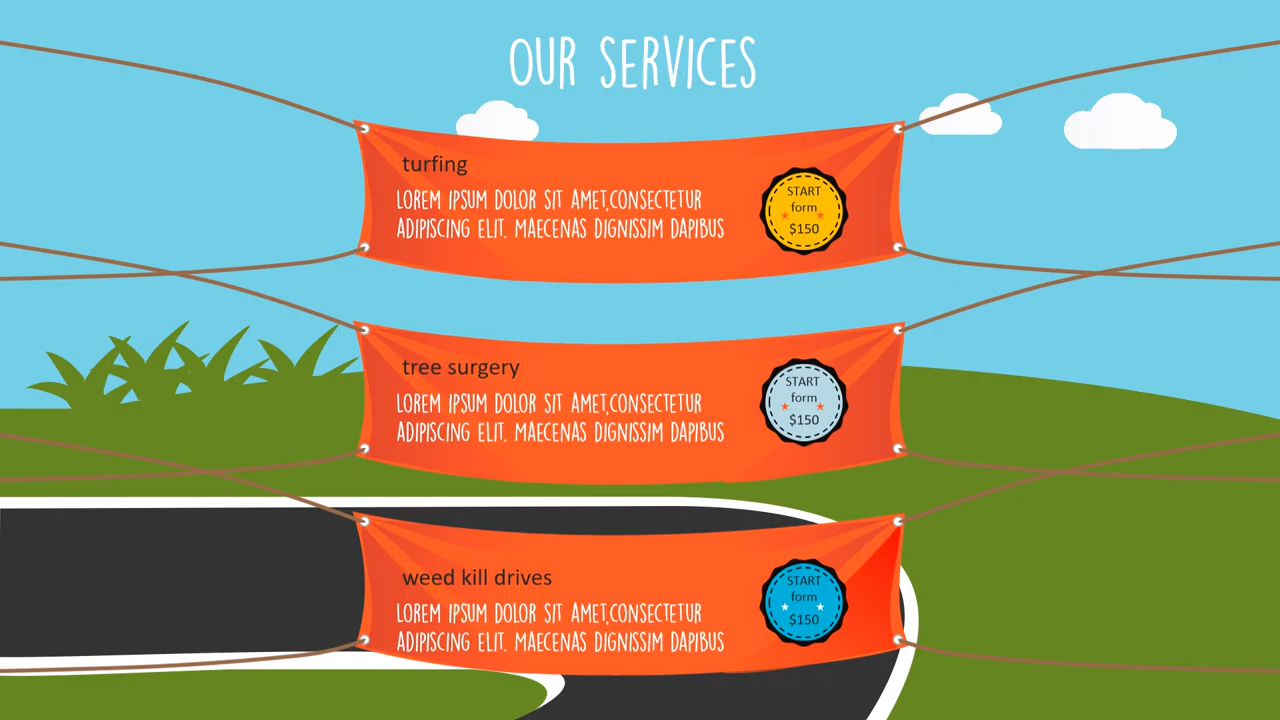 OUR SERVICES
turfing
LOREM IPSUM DOLOR SIT AMET,CONSECTETUR
ADIPISCING ELIT. MAECENAS DIGNISSIM DAPIBUS
START
form
$150
tree surgery
LOREM IPSUM DOLOR SIT AMET,CONSECTETUR
ADIPISCING ELIT. MAECENAS DIGNISSIM DAPIBUS
START
form
$150
weed kill drives
LOREM IPSUM DOLOR SIT AMET,CONSECTETUR
ADIPISCING ELIT. MAECENAS DIGNISSIM DAPIBUS
START
form
$150